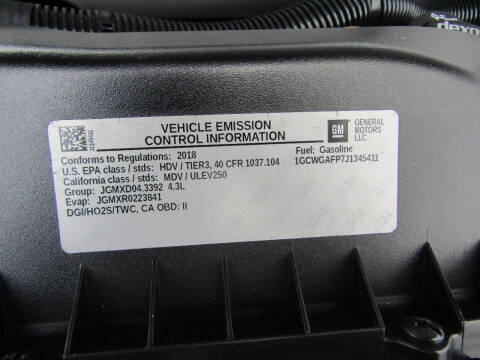 dexo
VEHICLE EMISSION
CONTROL INFORMATION
GM
GENERAL
MOTORS
LLC
Conforms to Regulations: 2018
Fuel: Gasoline
U.S. EPA class / stds: HDV / TIER3, 40 CFR 1037.104
1GCWGAFP7J1345411
California class / stds: MDV / ULEV250
Group: JGMXD04.3392 4.3L
Evap: JGMXR0223841
DGI/HO2S/TWC, CA OBD: II